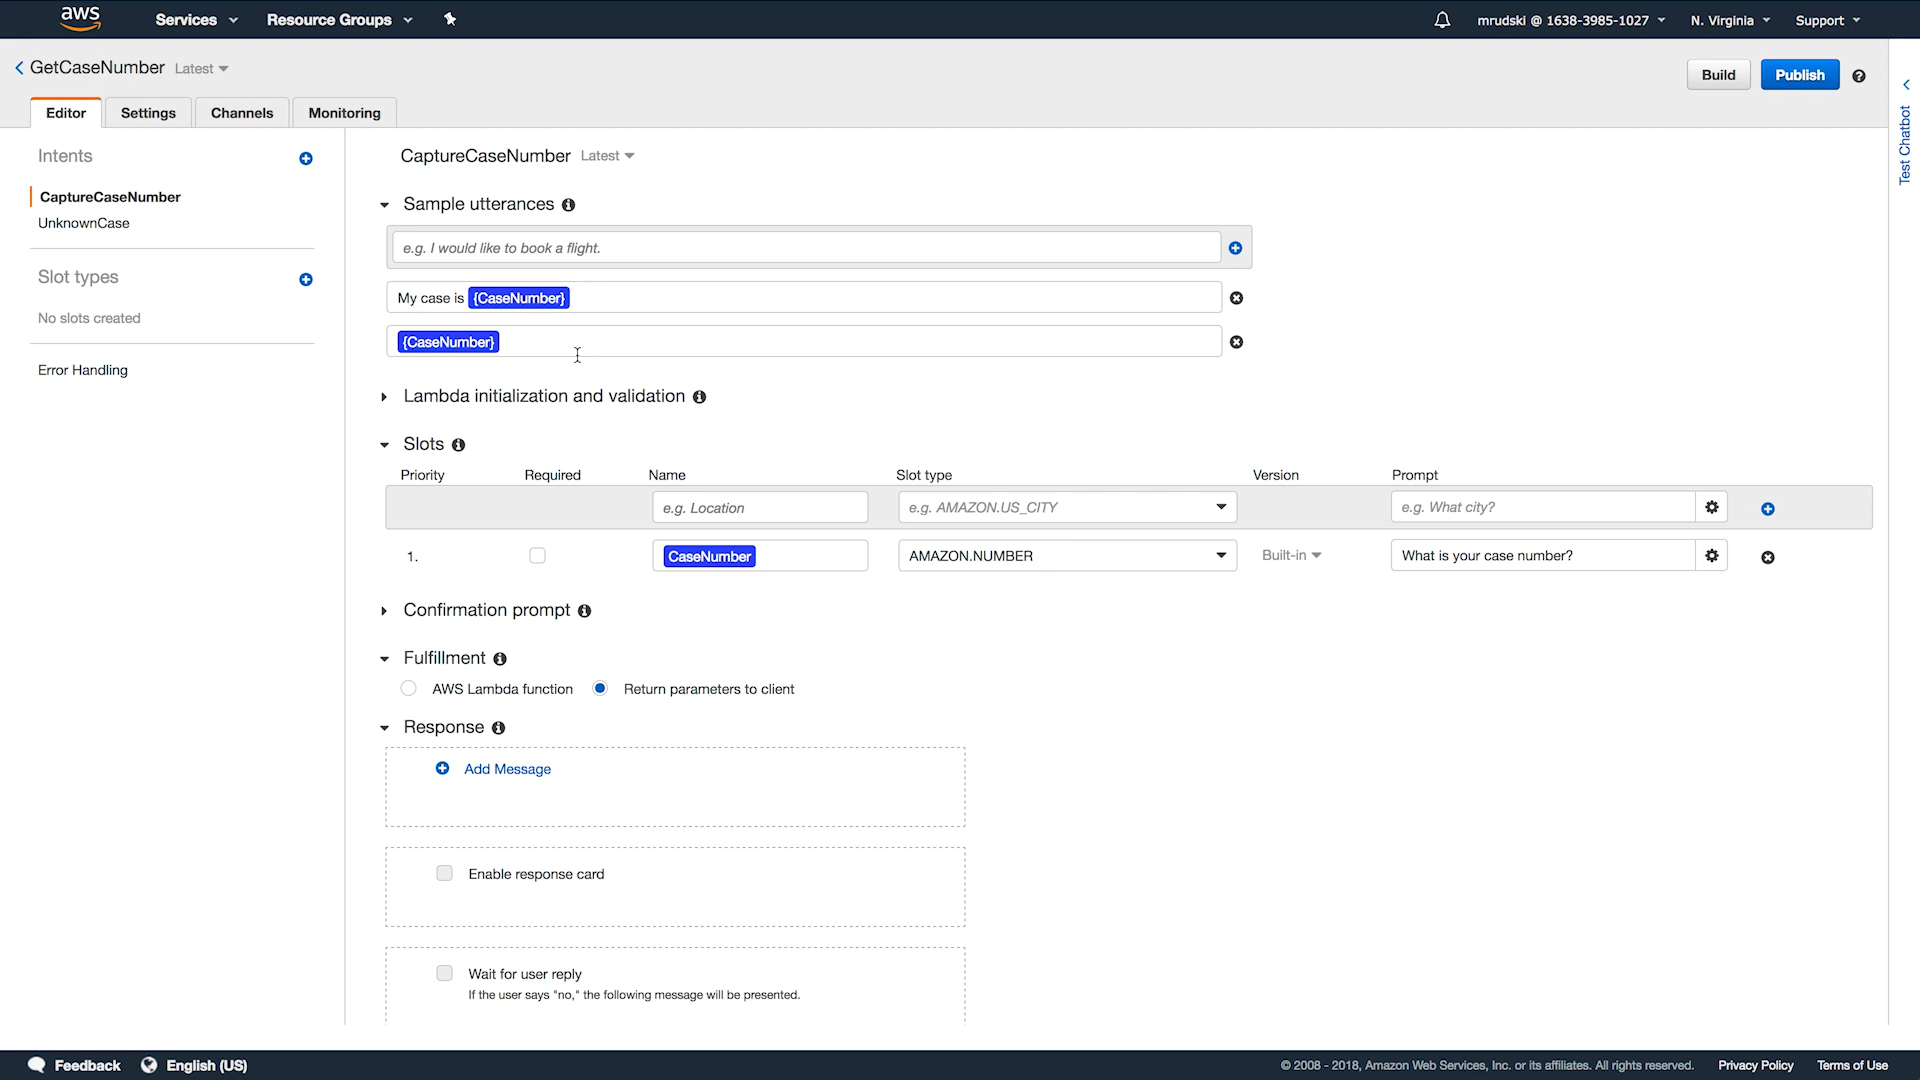 aws Services Resource Groups mrudski @ 1638-3985-1027 N. Virginia Support
GetCaseNumber Latest Build Publish
Editor Settings Channels Monitoring
Test Chatbot
Intents
CaptureCaseNumber
UnknownCase
Slot types
No slots created
Error Handling
CaptureCaseNumber Latest
Sample utterances
e.g. I would like to book a flight.
My case is {CaseNumber}
{CaseNumber}
Lambda initialization and validation
Slots
Priority Required Name Slot type Version Prompt
e.g. Location e.g. AMAZON.US_CITY e.g. What city?
1. CaseNumber AMAZON.NUMBER Built-in What is your case number?
Confirmation prompt
Fulfillment
AWS Lambda function Return parameters to client
Response
Add Message
Enable response card
Wait for user reply
If the user says "no," the following message will be presented.
Feedback English (US) © 2008 - 2018, Amazon Web Services, Inc. or its affiliates. All rights reserved. Privacy Policy Terms of Use